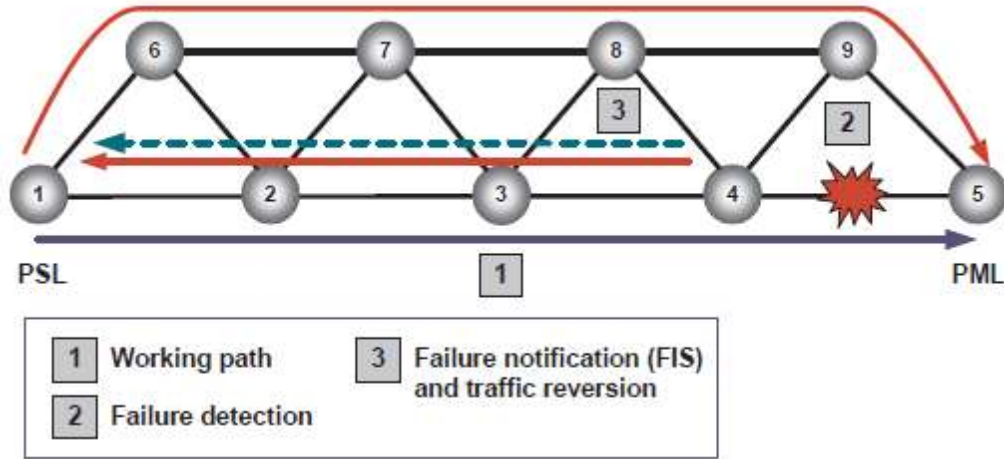 6 7 8 9
3 2
1 2 3 4 5
PSL PML
1
1 Working path
3 Failure notification (FIS)
and traffic reversion
2 Failure detection